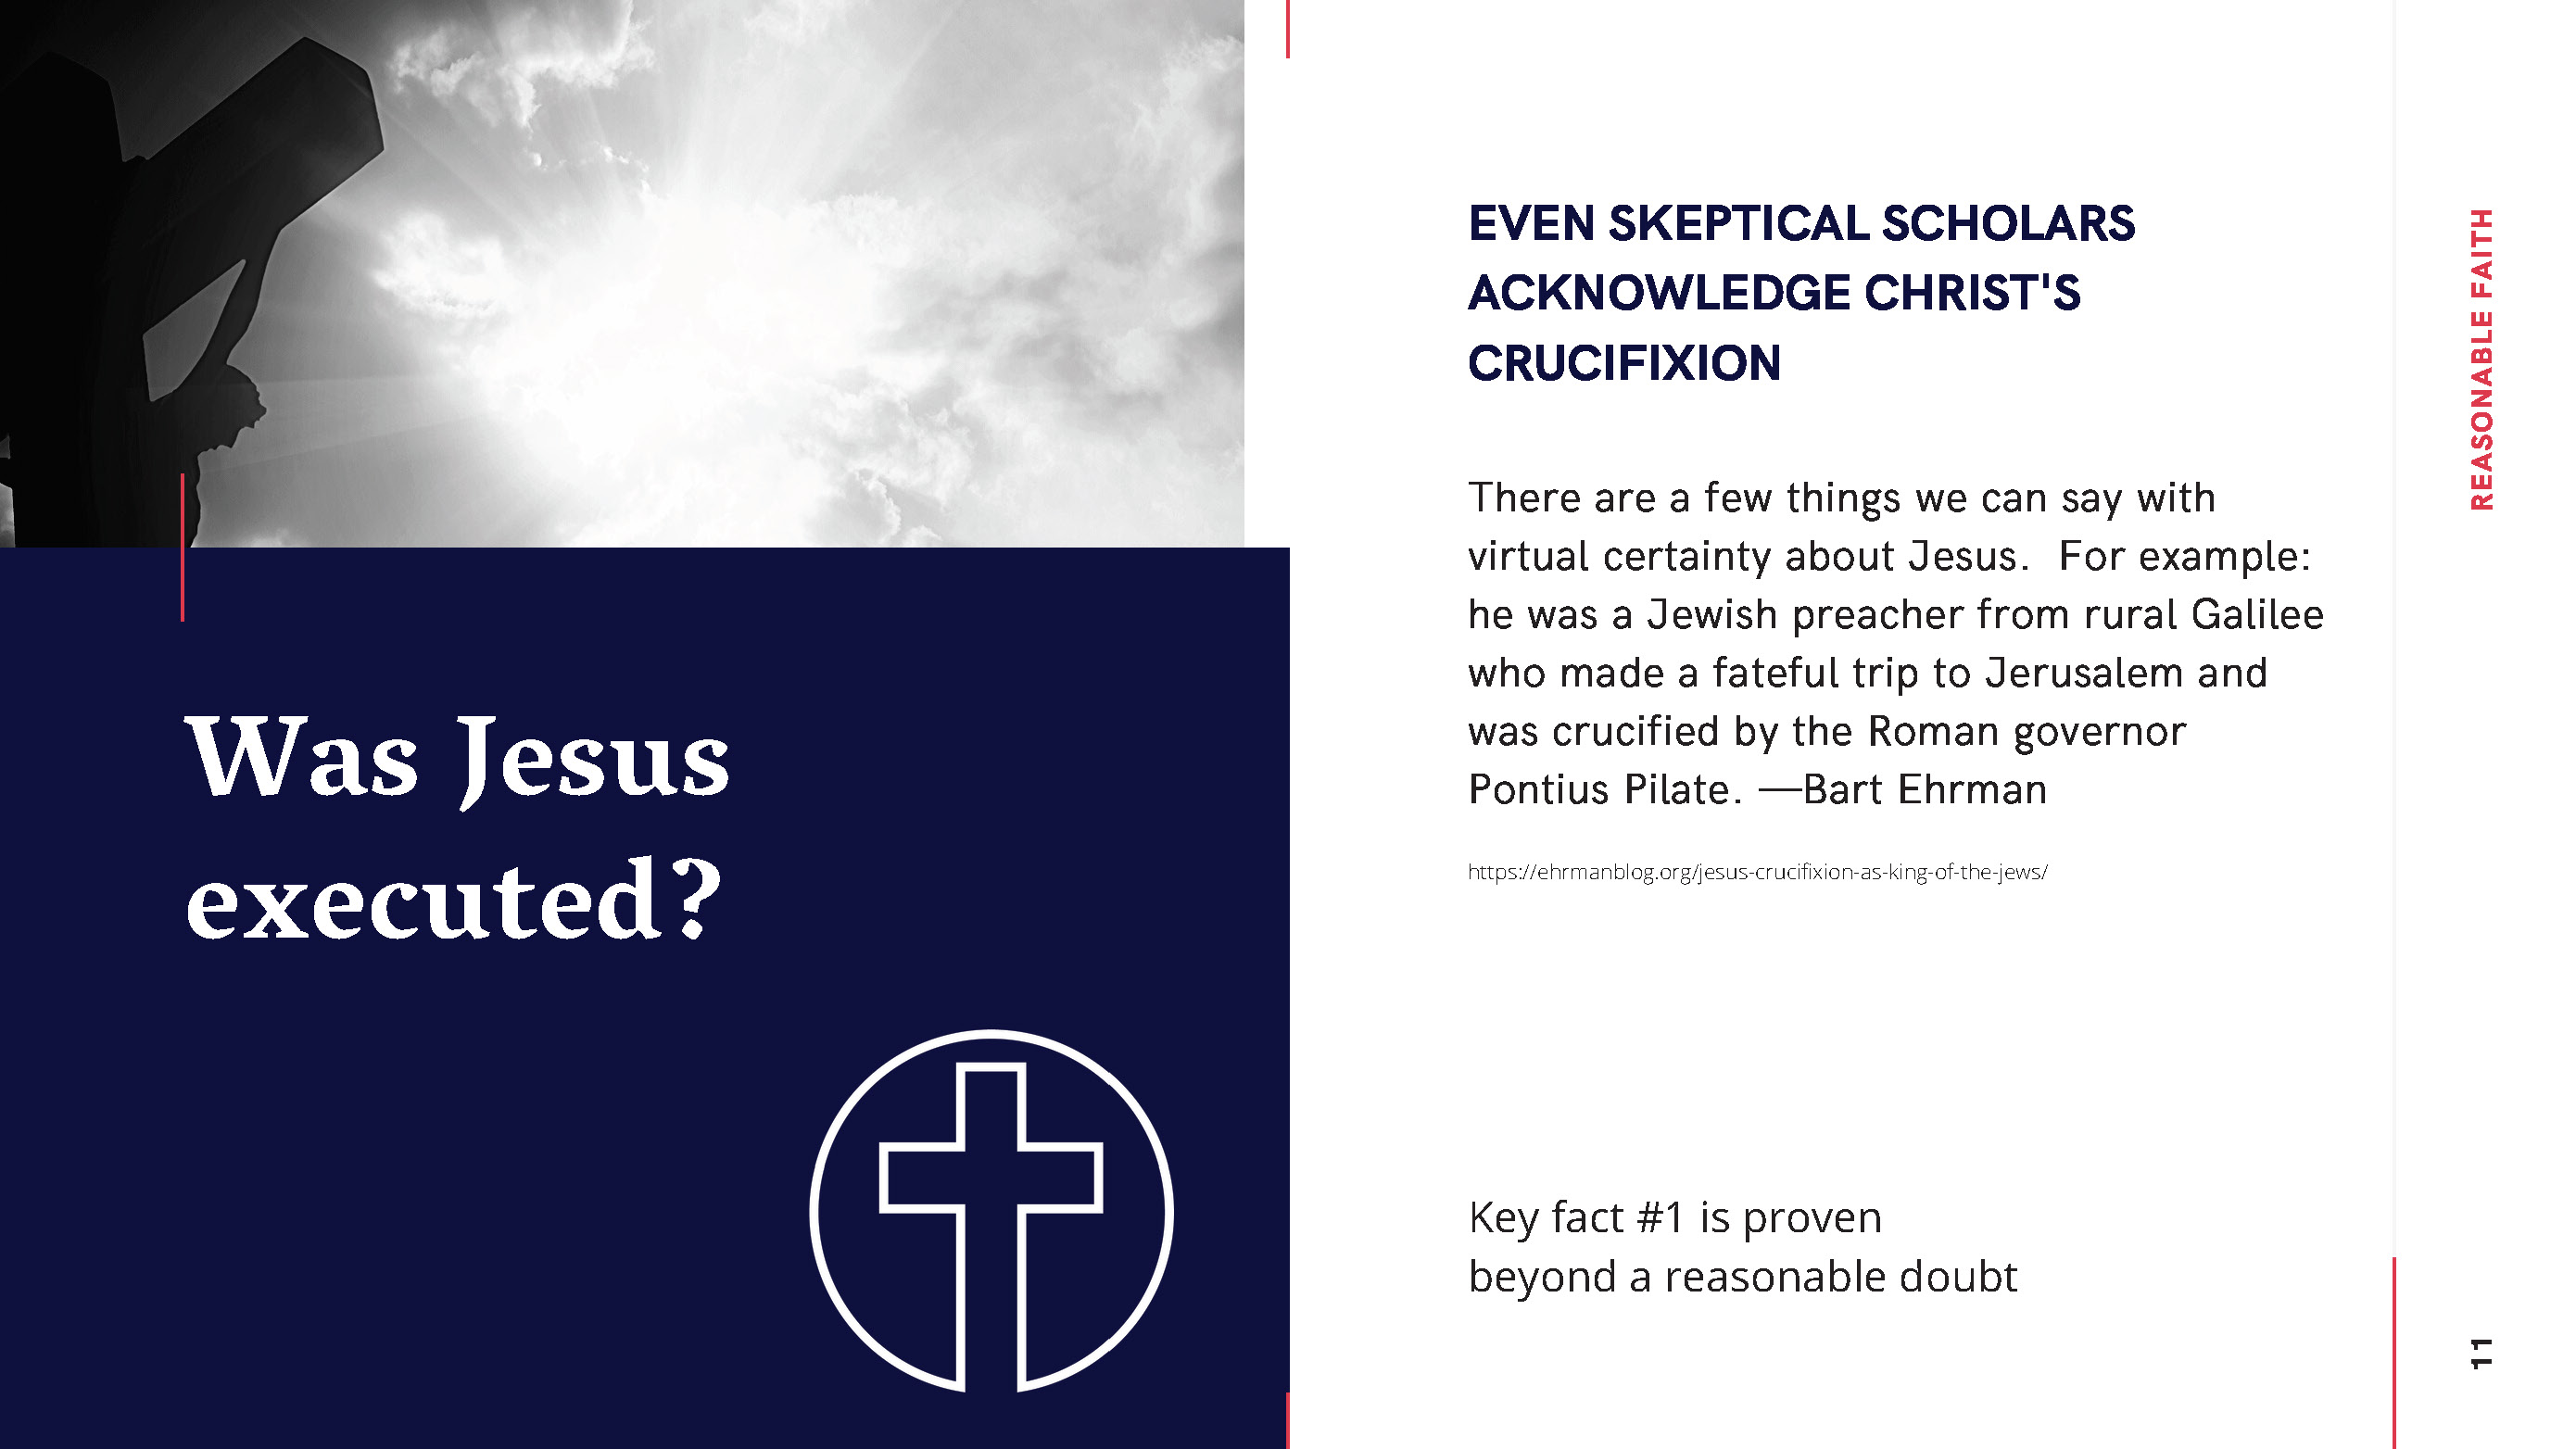 Was Jesus
executed?
EVEN SKEPTICAL SCHOLARS
ACKNOWLEDGE CHRIST'S
CRUCIFIXION
There are a few things we can say with
virtual certainty about Jesus.  For example:
he was a Jewish preacher from rural Galilee
who made a fateful trip to Jerusalem and
was crucified by the Roman governor
Pontius Pilate. —Bart Ehrman
https://ehrmanblog.org/jesus-crucifixion-as-king-of-the-jews/
Key fact #1 is proven
beyond a reasonable doubt
REASONABLE FAITH
11